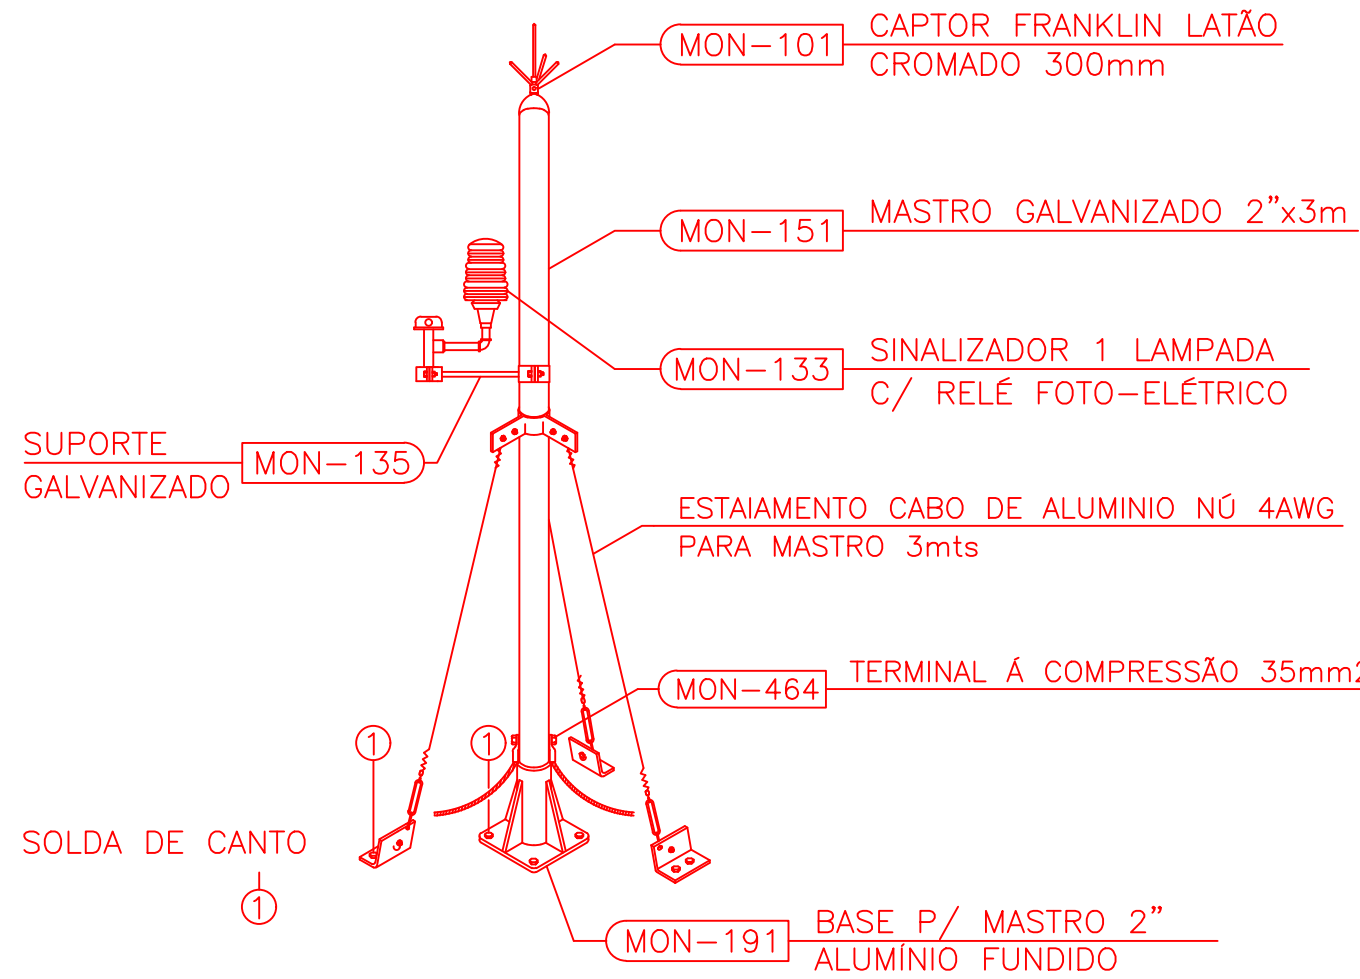 MON-101 CAPTOR FRANKLIN LATÃO
CROMADO 300mm
MON-151 MASTRO GALVANIZADO 2"x3m
MON-133 SINALIZADOR 1 LAMPADA
C/ RELÉ FOTO-ELÉTRICO
SUPORTE
GALVANIZADO
MON-135
ESTAIAMENTO CABO DE ALUMINIO NÚ 4AWG
PARA MASTRO 3mts
MON-464 TERMINAL Á COMPRESSÃO 35mm2
1
1
SOLDA DE CANTO
1
MON-191 BASE P/ MASTRO 2"
ALUMÍNIO FUNDIDO